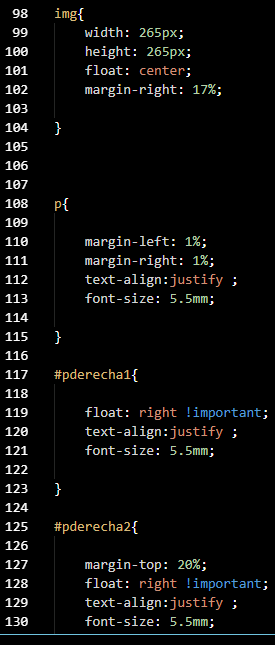 98 img{
99 width: 265px;
100 height: 265px;
101 float: center;
102 margin-right: 17%;
103
104 }
105
106
107
108 p{
109
110 margin-left: 1%;
111 margin-right: 1%;
112 text-align:justify ;
113 font-size: 5.5mm;
114
115 }
116
117 #pderecha1{
118
119 float: right !important;
120 text-align:justify ;
121 font-size: 5.5mm;
122
123 }
124
125 #pderecha2{
126
127 margin-top: 20%;
128 float: right !important;
129 text-align:justify ;
130 font-size: 5.5mm;